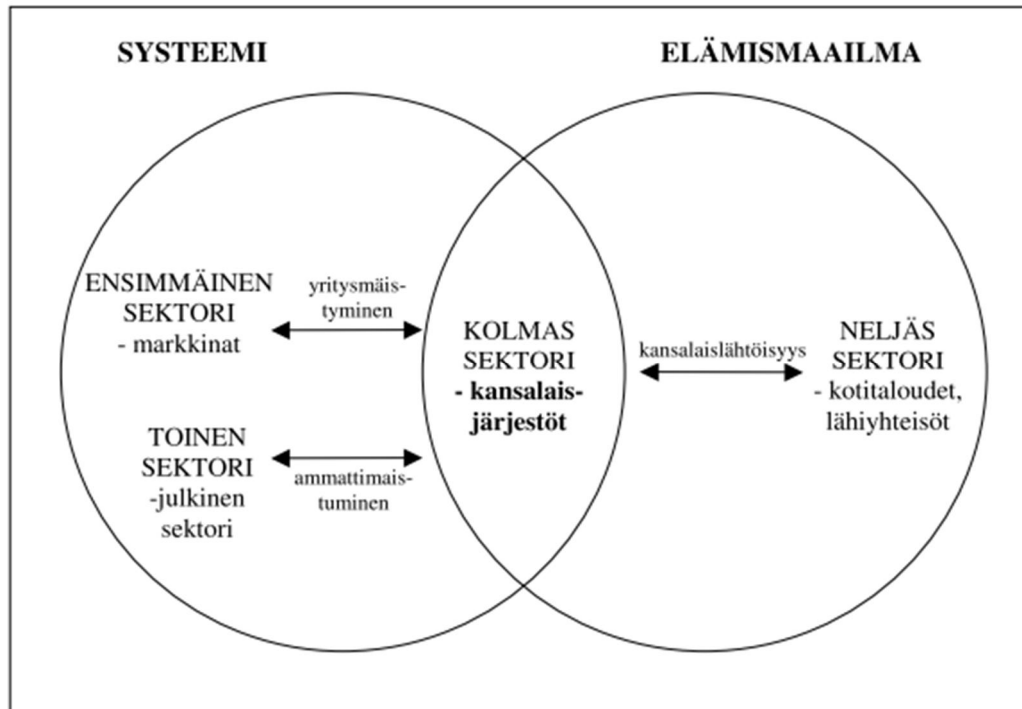 SYSTEEMI
ELÄMISMAAILMA
ENSIMMÄINEN
SEKTORI
- markkinat
yritysmäis-
tyminen
TOINEN
SEKTORI
-julkinen
sektori
ammattimais-
tuminen
KOLMAS
SEKTORI
- kansalais-
järjestöt
kansalaislähtöisyys
NELJÄS
SEKTORI
- kotitaloudet,
lähiyhteisöt